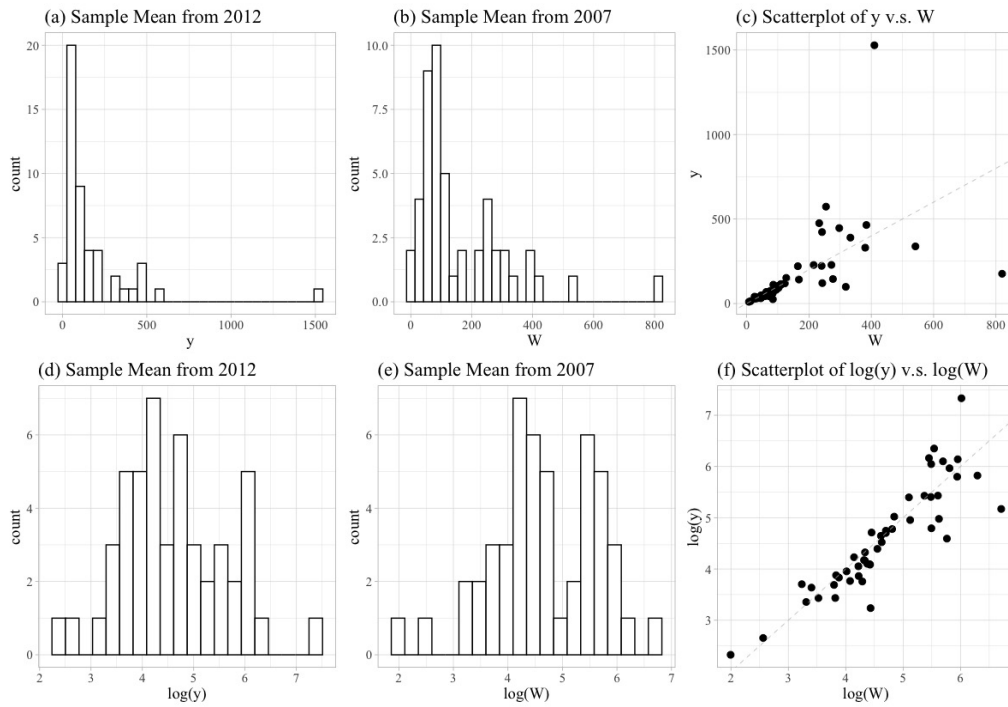 (a) Sample Mean from 2012
20
15
10
5
0
count
0 500 1000 1500
y
(b) Sample Mean from 2007
10.0
7.5
5.0
2.5
0.0
count
0 200 400 600 800
W
(c) Scatterplot of y v.s. W
1500
1000
500
0
y
0 200 400 600 800
W
(d) Sample Mean from 2012
6
4
2
0
count
2 3 4 5 6 7
log(y)
(e) Sample Mean from 2007
6
4
2
0
count
2 3 4 5 6 7
log(W)
(f) Scatterplot of log(y) v.s. log(W)
7
6
5
4
3
log(y)
2 3 4 5 6
log(W)